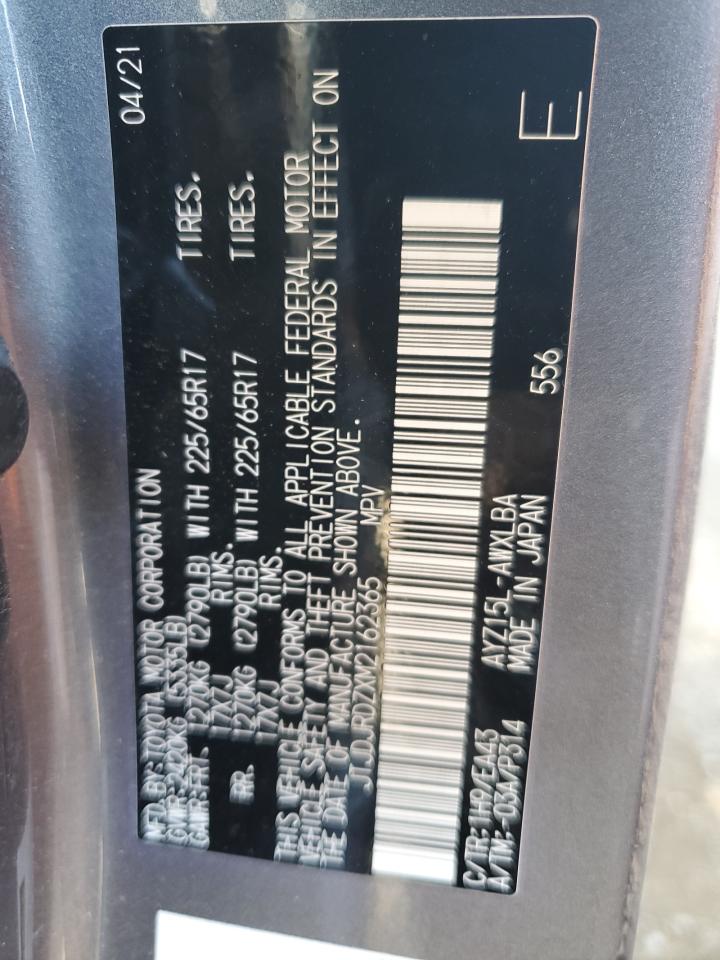 MFD.BY:TOYOTA MOTOR CORPORATION 04/21
GVWR:2420KG (5335LB)
GAWR:FRT. 1270KG (2790LB) WITH 225/65R17 TIRES.
17X7J RIMS.
RR. 1270KG (2790LB) WITH 225/65R17 TIRES.
17X7J RIMS.
THIS VEHICLE CONFORMS TO ALL APPLICABLE FEDERAL MOTOR
VEHICLE SAFETY AND THEFT PREVENTION STANDARDS IN EFFECT ON
THE DATE OF MANUFACTURE SHOWN ABOVE.
JTJDJRDZXM2162365 MPV
C/TR:1H9/EA43 AYZ15L-AWXLBA 556
A/TM:-03A/P314 MADE IN JAPAN E